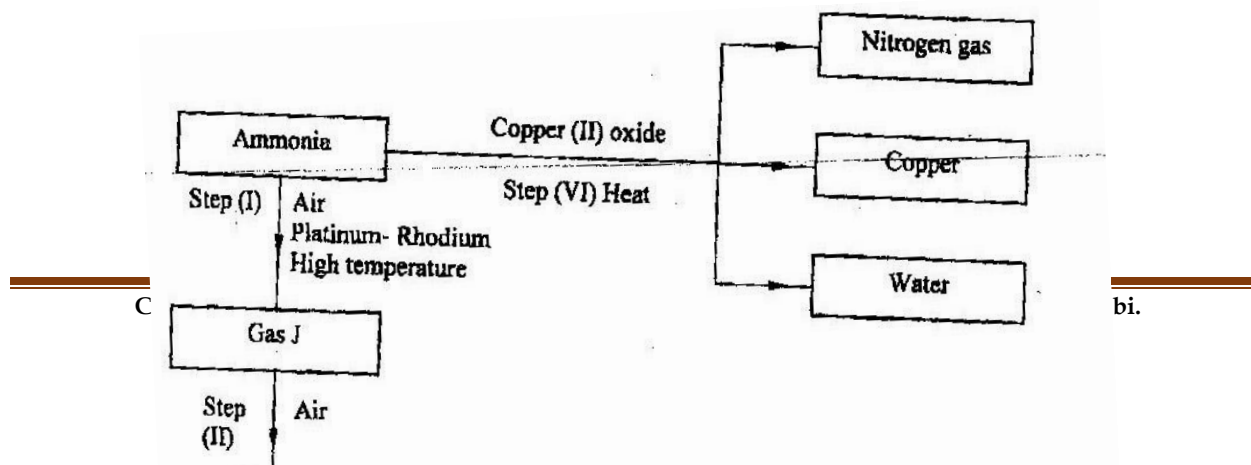 Nitrogen gas
Ammonia
Copper (II) oxide
Copper
Step (VI) Heat
Step (I)
Air
Platinum- Rhodium
High temperature
Water
C
bi.
Gas J
Step
(II)
Air